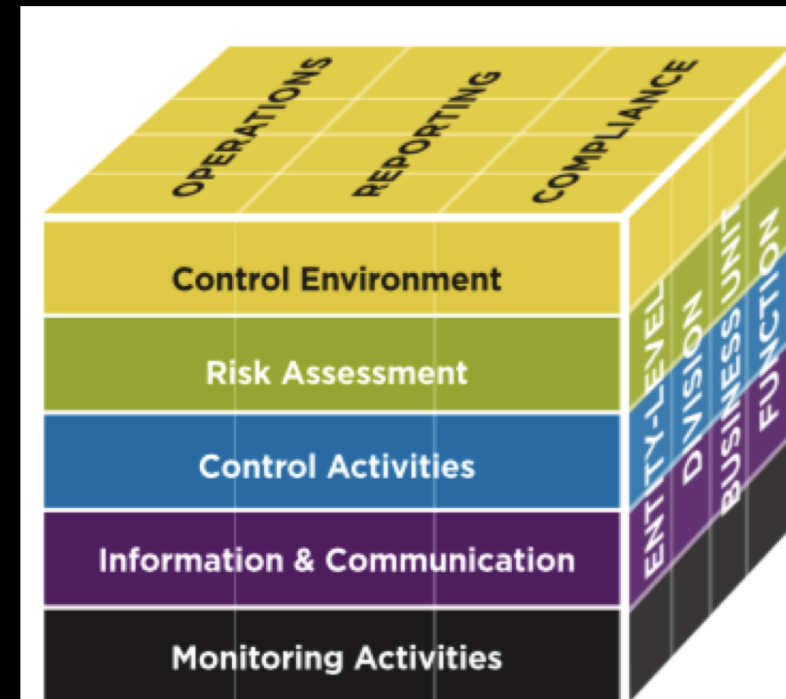 OPERATIONS
REPORTING
COMPLIANCE
Control Environment
Risk Assessment
Control Activities
Information & Communication
Monitoring Activities
ENTITY-LEVEL
DIVISION
BUSINESS UNIT
FUNCTION